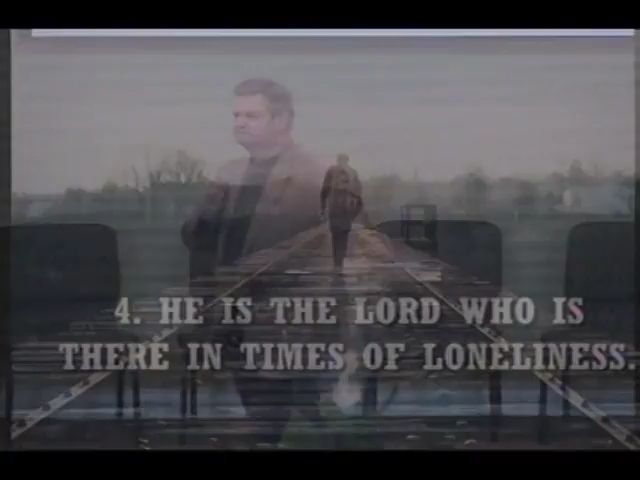 4. HE IS THE LORD WHO IS
THERE IN TIMES OF LONELINESS.